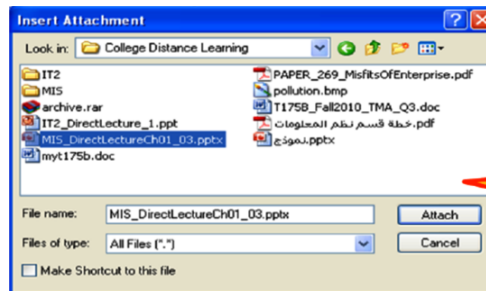 Insert Attachment
Look in: College Distance Learning
IT2
MIS
archive.rar
IT2_DirectLecture_1.ppt
MIS_DirectLectureCh01_03.pptx
myt175b.doc
PAPER_269_MisfitsOfEnterprise.pdf
pollution.bmp
T175B_Fall2010_TMA_Q3.doc
خطة قسم نظم المعلومات.pdf
نموذج.pptx
File name: MIS_DirectLectureCh01_03.pptx Attach
Files of type: All Files (*.*) Cancel
Make Shortcut to this file